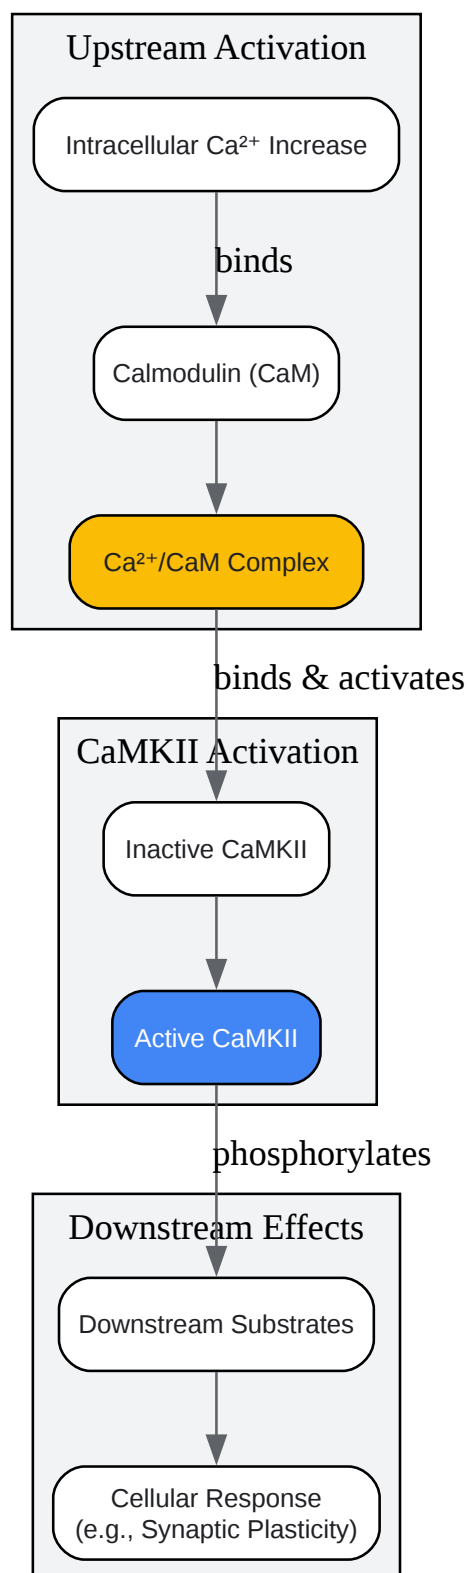 Upstream Activation
Intracellular Ca²⁺ Increase
binds
Calmodulin (CaM)
Ca²⁺/CaM Complex
binds & activates
CaMKII Activation
Inactive CaMKII
Active CaMKII
phosphorylates
Downstream Effects
Downstream Substrates
Cellular Response
(e.g., Synaptic Plasticity)